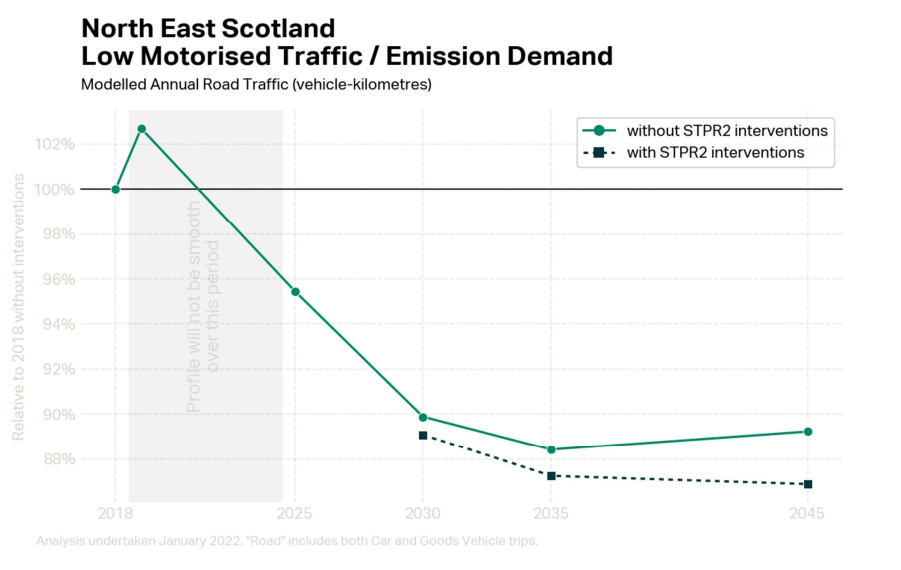 North East Scotland
Low Motorised Traffic / Emission Demand
Modelled Annual Road Traffic (vehicle-kilometres)
without STPR2 interventions
with STPR2 interventions
Relative to 2018 without interventions
102%
100%
98%
96%
94%
92%
90%
88%
Profile will not be smooth
over this period
2018
2025
2030
2035
2045
Analysis undertaken January 2022. "Road" includes both Car and Goods Vehicle trips.